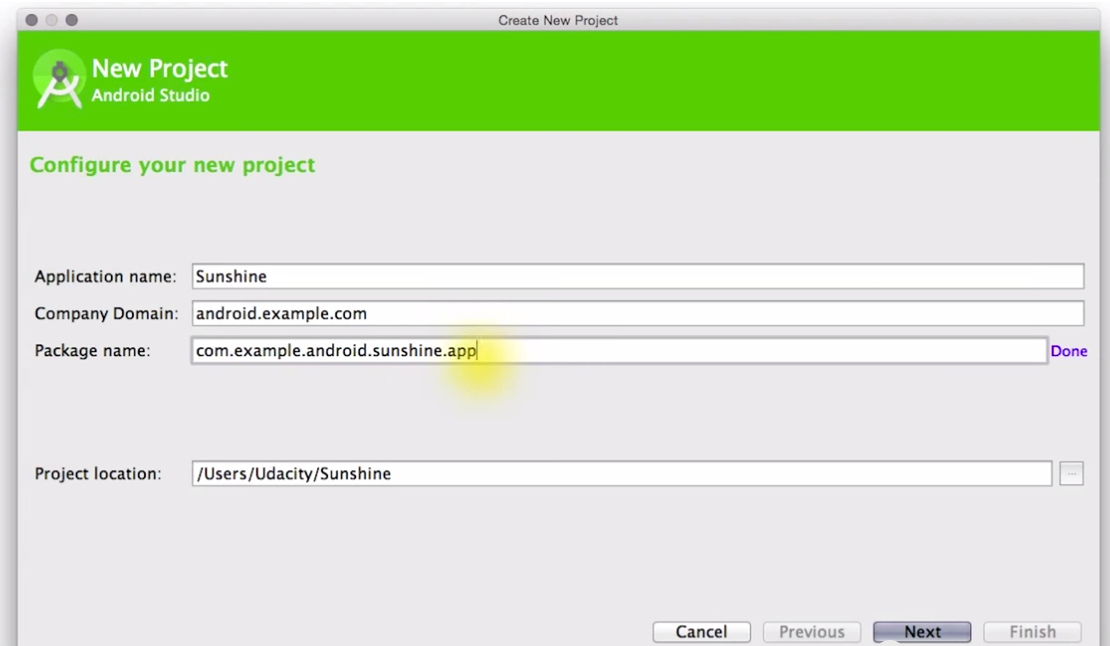 Create New Project
New Project
Android Studio
Configure your new project
Application name: Sunshine
Company Domain: android.example.com
Package name: com.example.android.sunshine.app Done
Project location: /Users/Udacity/Sunshine ...
Cancel Previous Next Finish